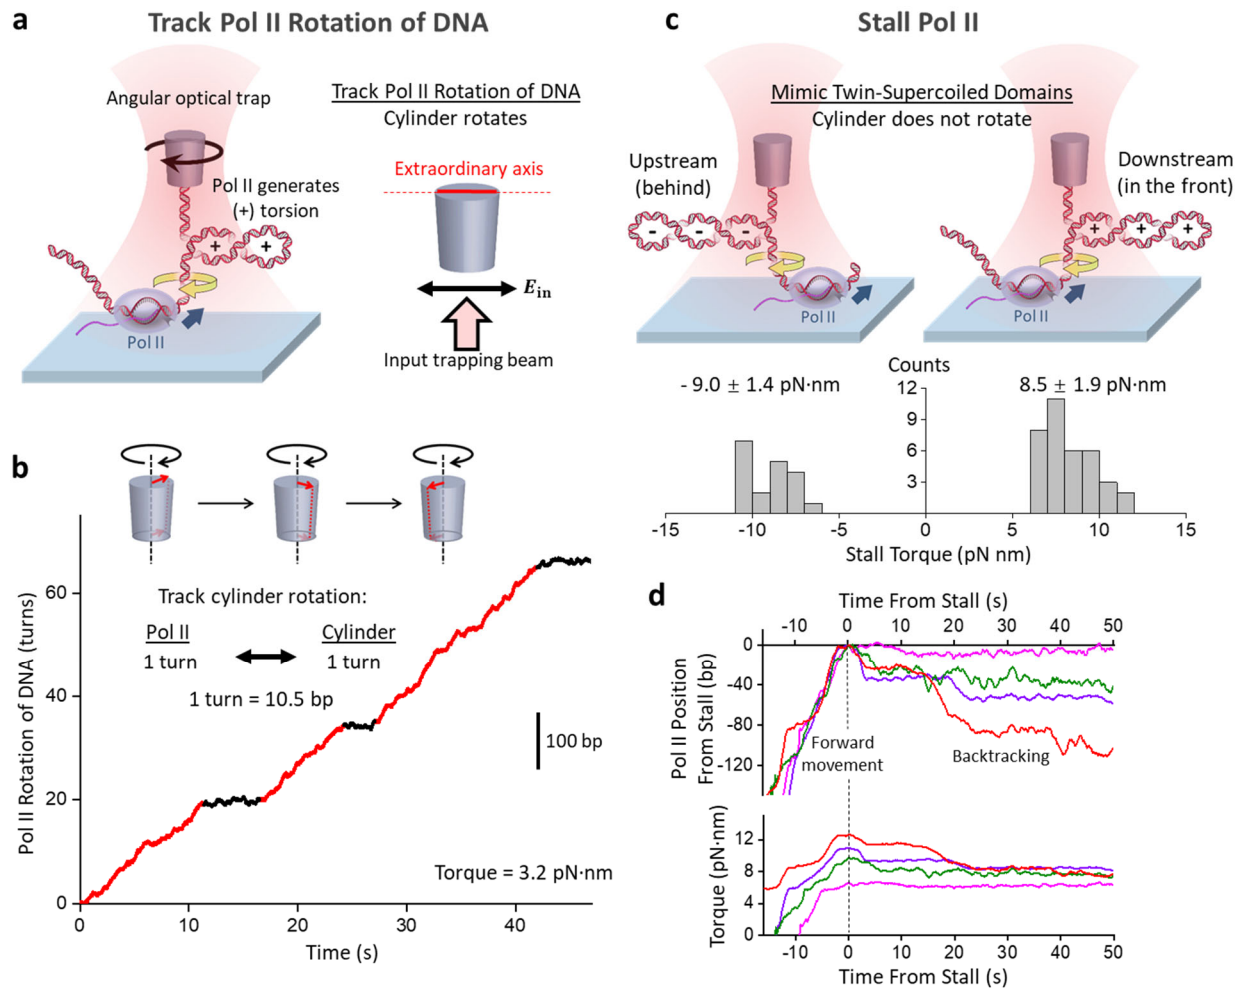 a
Track Pol II Rotation of DNA
Angular optical trap
Pol II generates
(+) torsion
+ +
Pol II
Track Pol II Rotation of DNA
Cylinder rotates
Extraordinary axis
E_in
Input trapping beam
c
Stall Pol II
Mimic Twin-Supercoiled Domains
Cylinder does not rotate
Upstream
(behind)
Downstream
(in the front)
- - -
+ + +
Pol II
Pol II
Counts
- 9.0 ± 1.4 pN·nm
8.5 ± 1.9 pN·nm
12
9
6
3
-15 -10 -5 0 5 10 15
Stall Torque (pN nm)
b
Track cylinder rotation:
Pol II Cylinder
1 turn 1 turn
1 turn = 10.5 bp
100 bp
Torque = 3.2 pN·nm
Pol II Rotation of DNA (turns)
60
40
20
0
0 10 20 30 40
Time (s)
d
Time From Stall (s)
-10 0 10 20 30 40 50
Pol II Position
From Stall (bp)
0
-40
-80
-120
Forward
movement
Backtracking
Torque (pN·nm)
12
8
4
0
-10 0 10 20 30 40 50
Time From Stall (s)